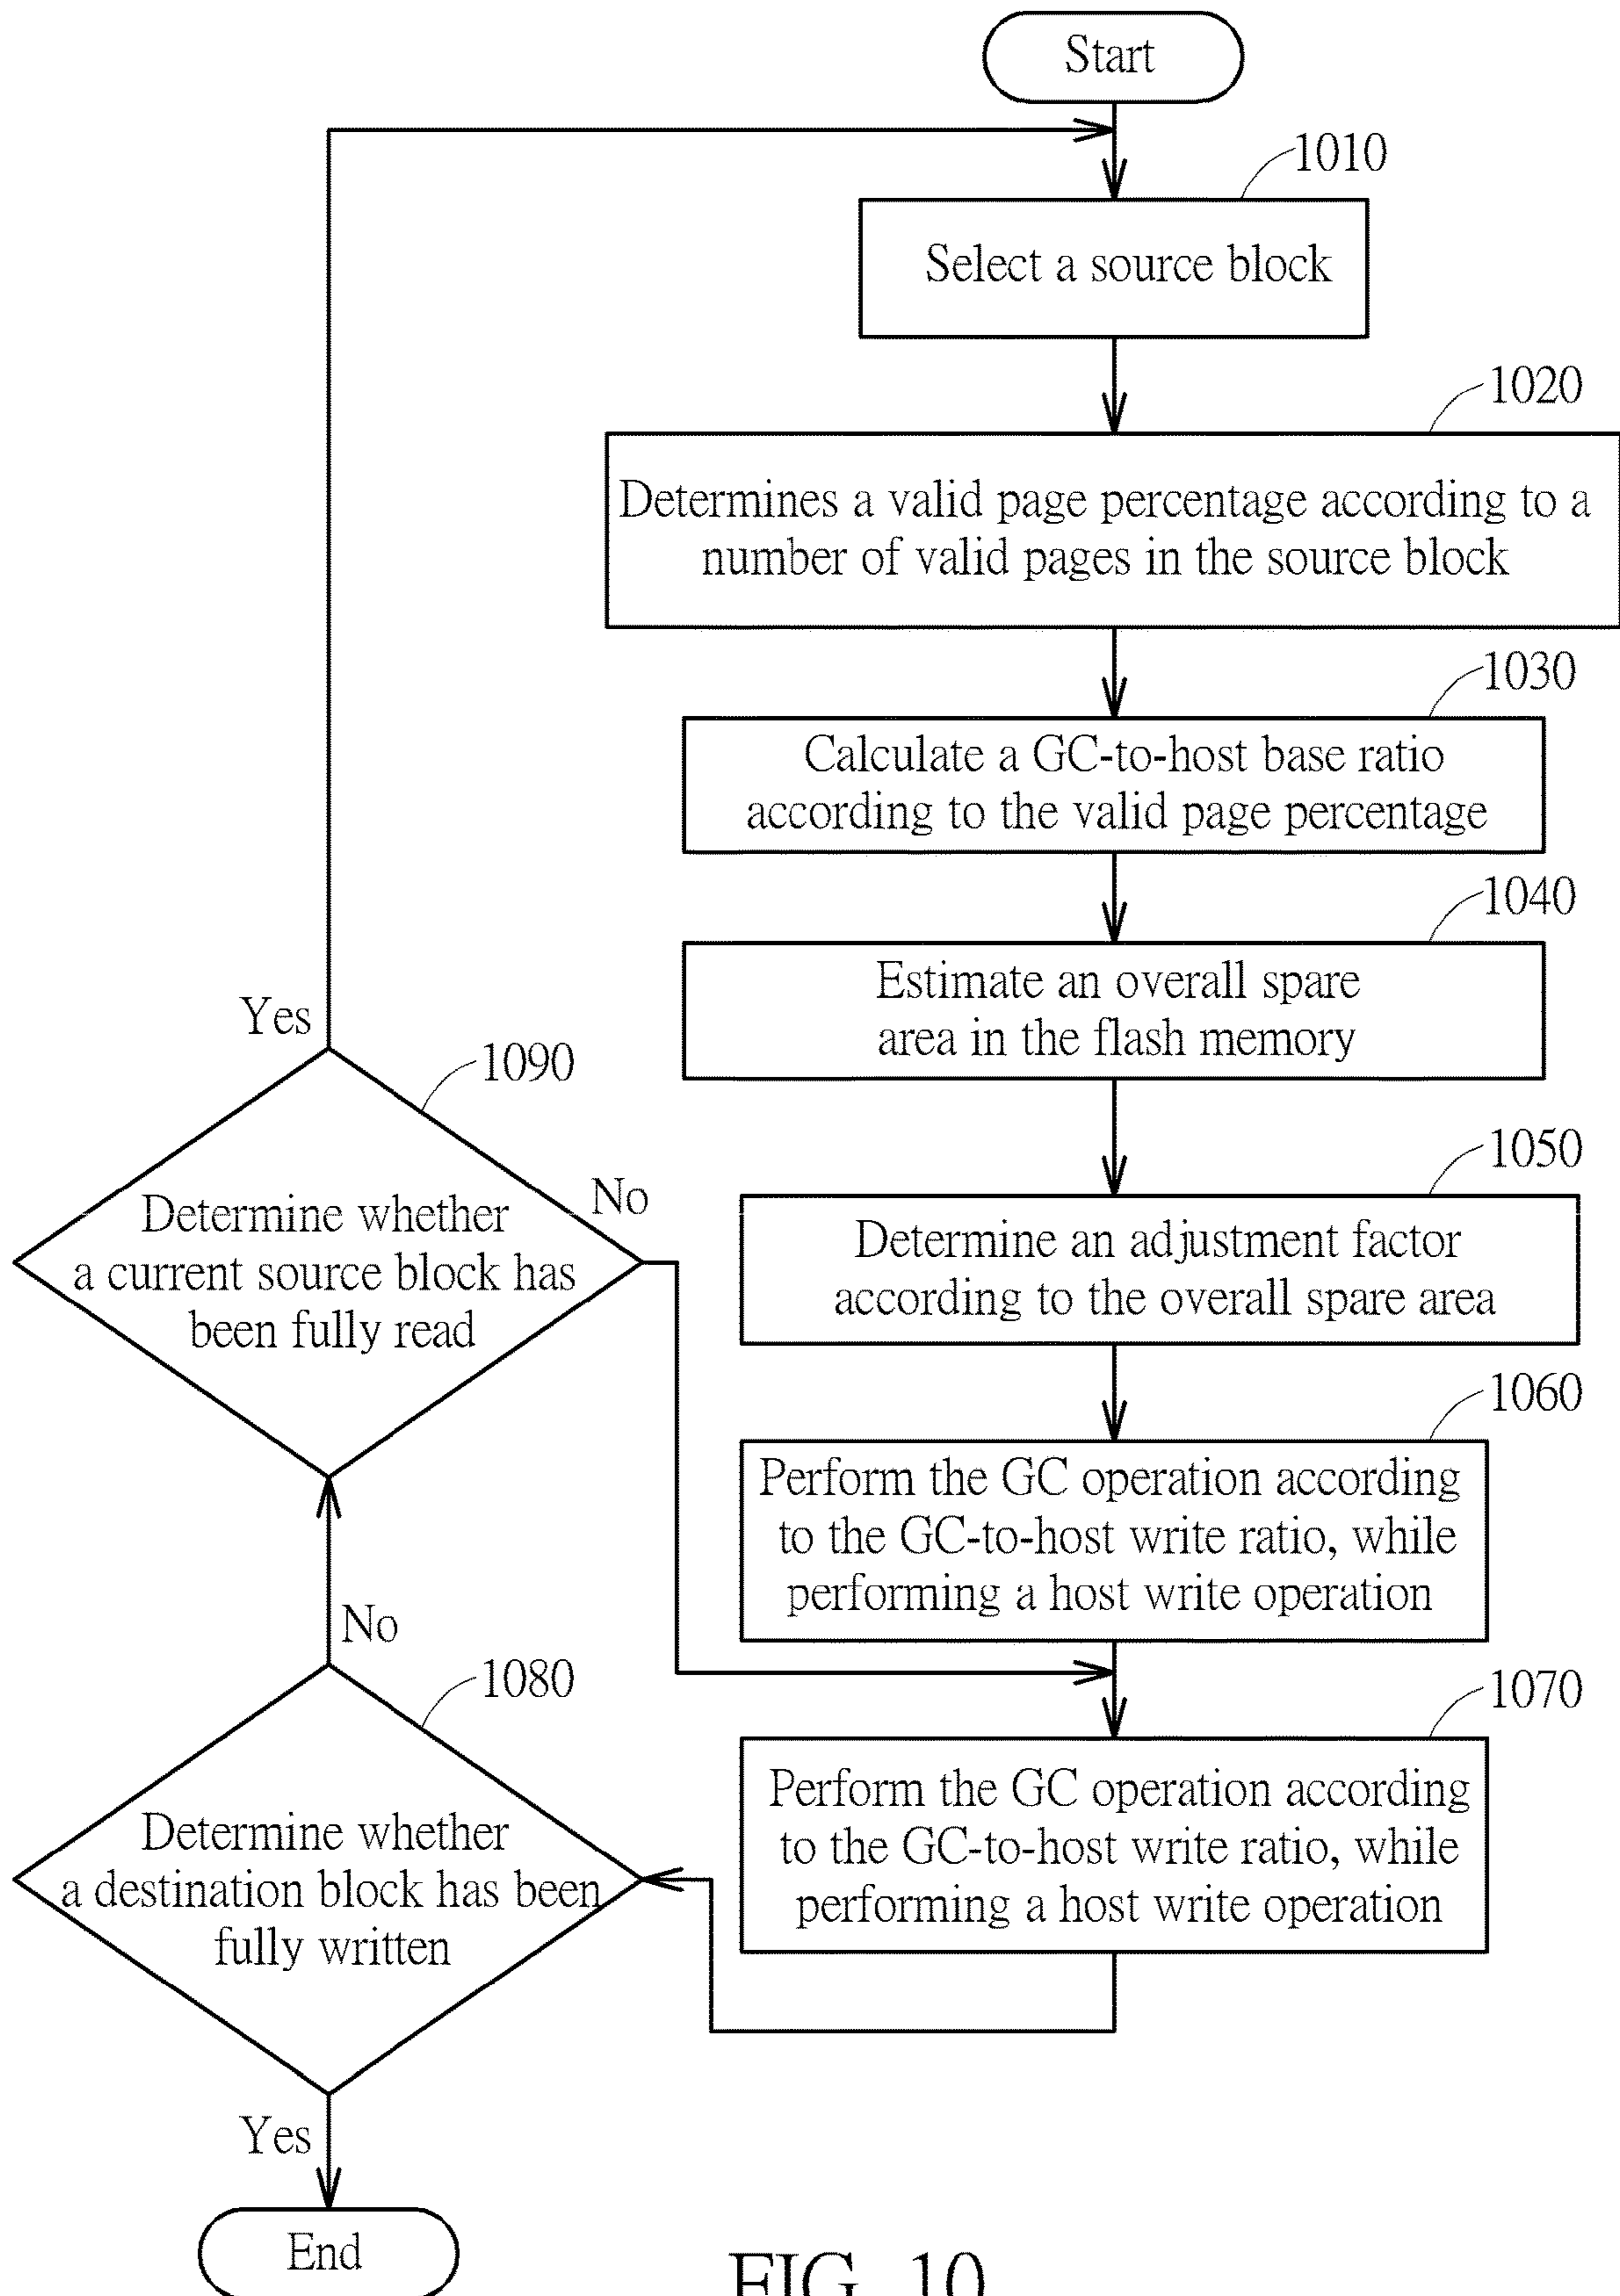 Start
1010
Select a source block
1020
Determines a valid page percentage according to a
number of valid pages in the source block
1030
Calculate a GC-to-host base ratio
according to the valid page percentage
1040
Estimate an overall spare
area in the flash memory
Yes
1090
1050
No
Determine whether
a current source block has
been fully read
Determine an adjustment factor
according to the overall spare area
1060
Perform the GC operation according
to the GC-to-host write ratio, while
performing a host write operation
No
1080
1070
Determine whether
a destination block has been
fully written
Perform the GC operation according
to the GC-to-host write ratio, while
performing a host write operation
Yes
End
FIG. 10